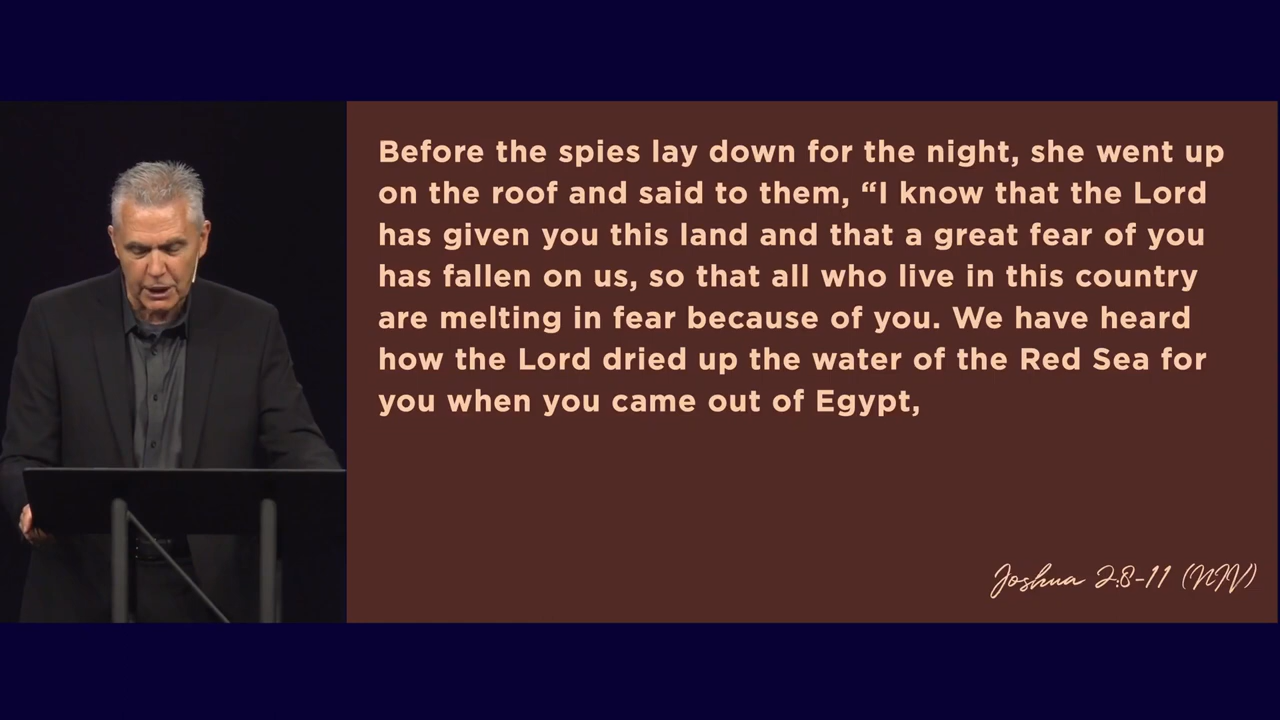 Before the spies lay down for the night, she went up
on the roof and said to them, “I know that the Lord
has given you this land and that a great fear of you
has fallen on us, so that all who live in this country
are melting in fear because of you. We have heard
how the Lord dried up the water of the Red Sea for
you when you came out of Egypt,
Joshua 2:8-11 (NIV)